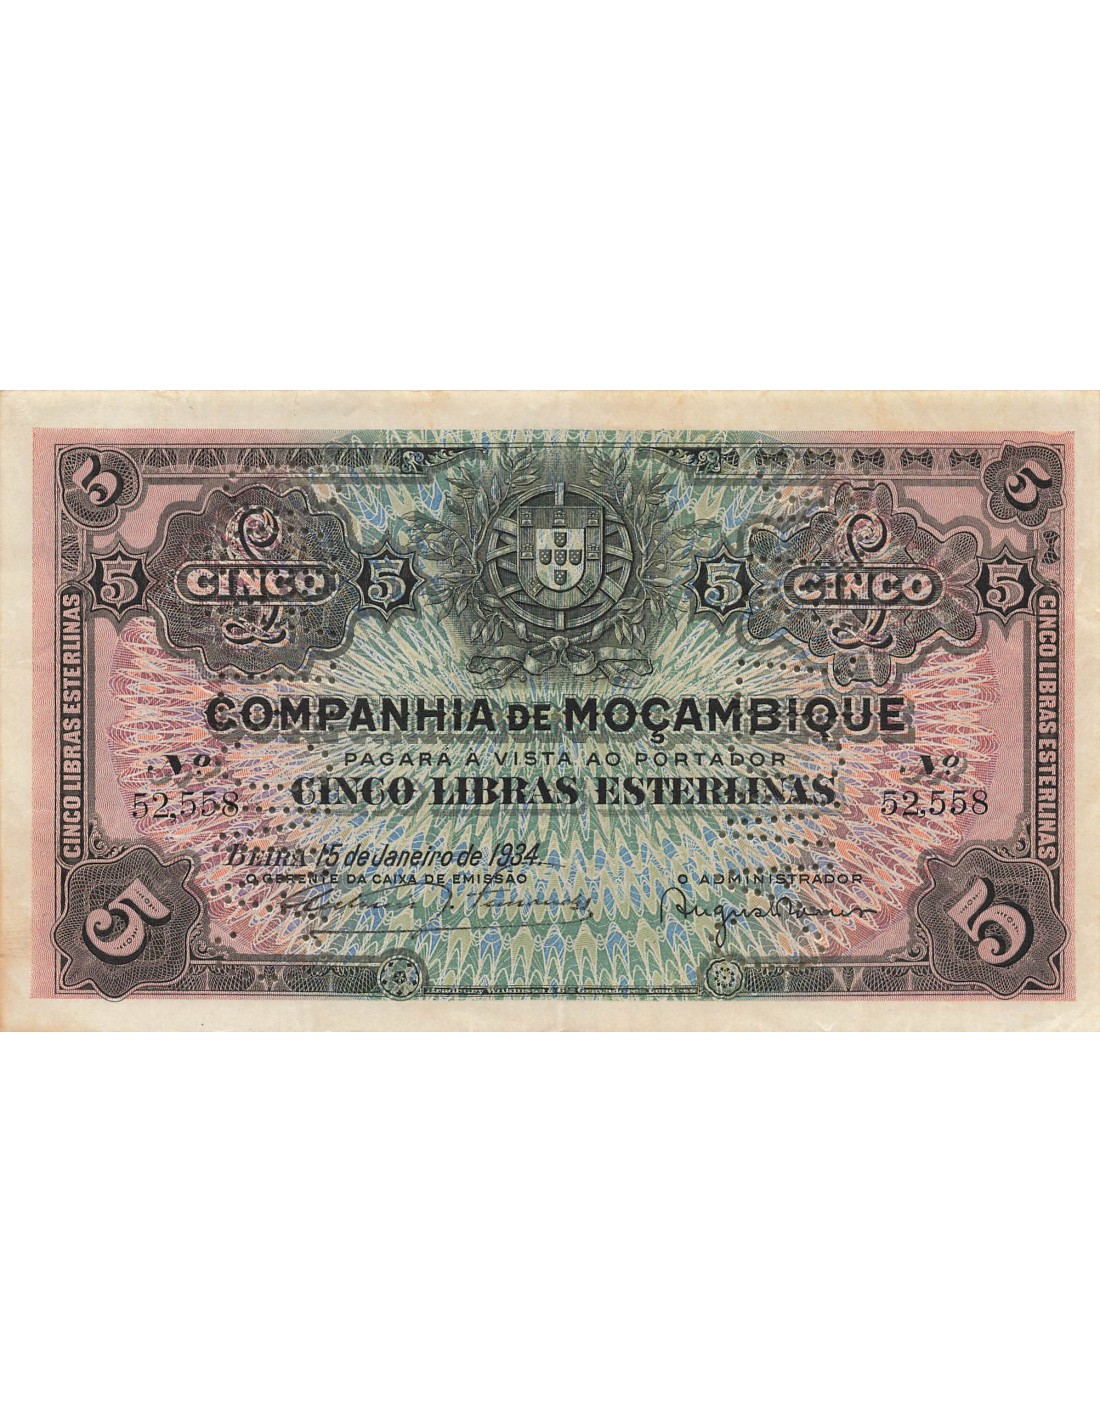 5
5
CINCO
5
5
CINCO
5
5
CINCO LIBRAS ESTERLINAS
CINCO LIBRAS ESTERLINAS
COMPANHIA DE MOÇAMBIQUE
PAGARÁ Á VISTA AO PORTADOR
Nº
Nº
CINCO LIBRAS ESTERLINAS
52,558
52,558
BEIRA 15 de Janeiro de 1934
O GERENTE DA CAIXA DE EMISSÃO
O ADMINISTRADOR
5
5